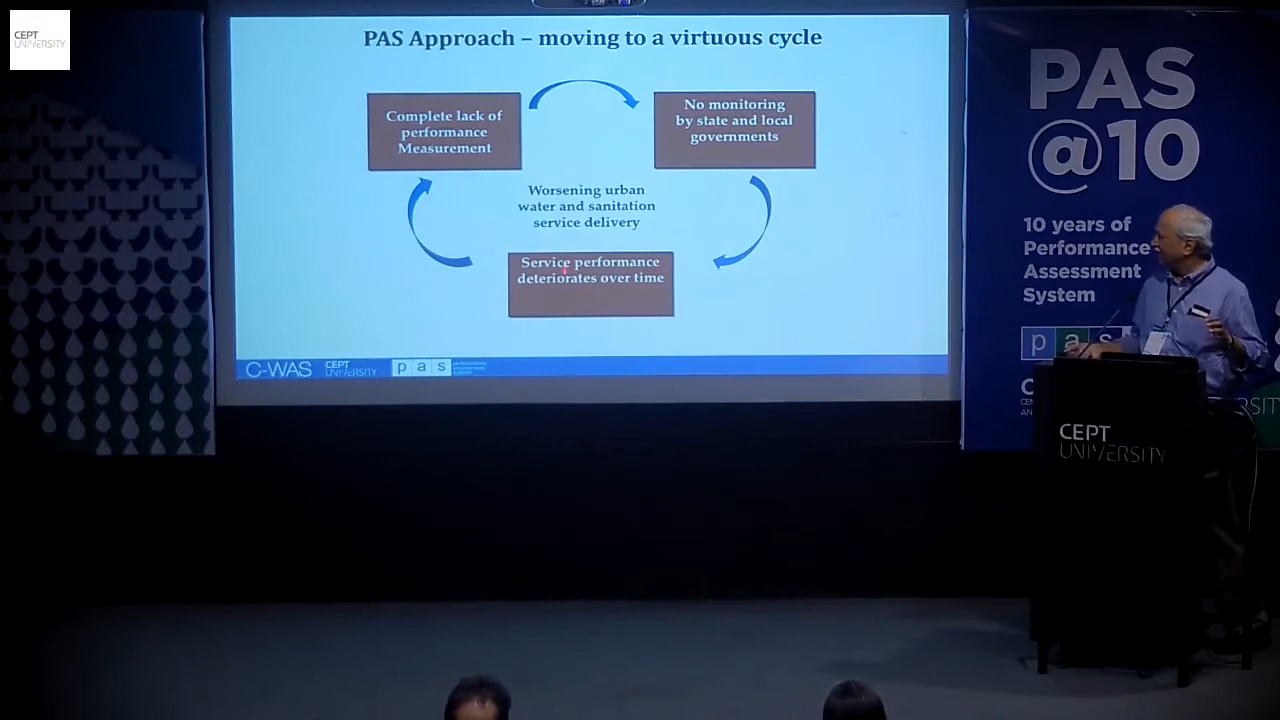 CEPT
UNIVERSITY
PAS Approach – moving to a virtuous cycle
Complete lack of
performance
Measurement
No monitoring
by state and local
governments
Worsening urban
water and sanitation
service delivery
Service performance
deteriorates over time
C-WAS
CEPT
UNIVERSITY
p a s
PAS
@10
10 years of
Performance
Assessment
System
p a s
CEPT
UNIVERSITY